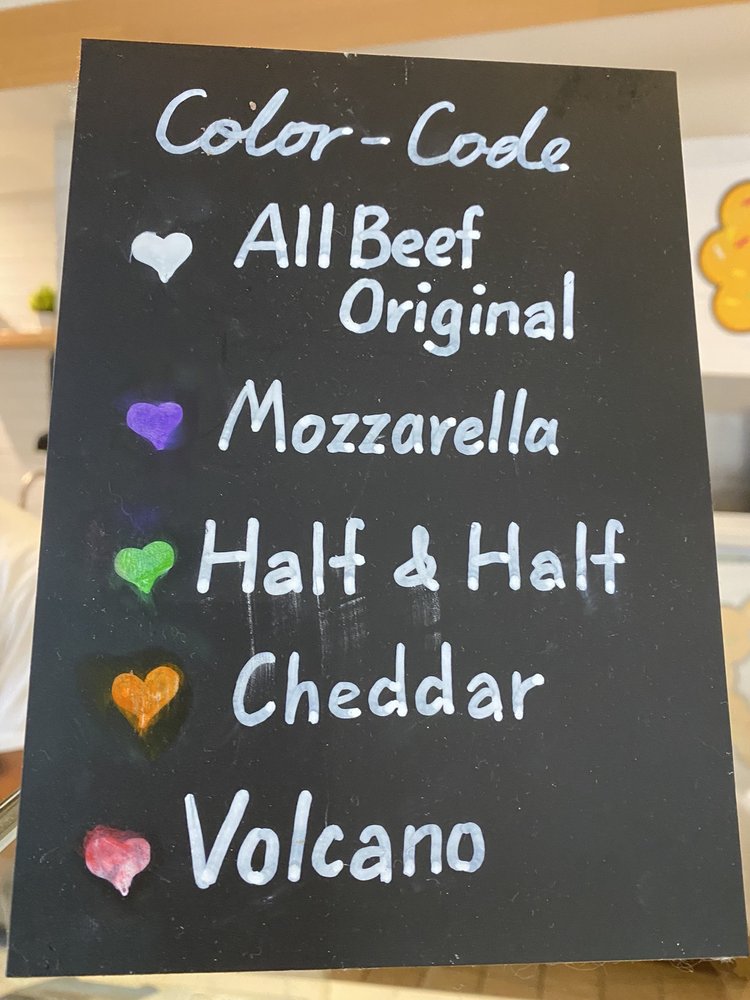 Color-Code
All Beef
Original
Mozzarella
Half & Half
Cheddar
Volcano